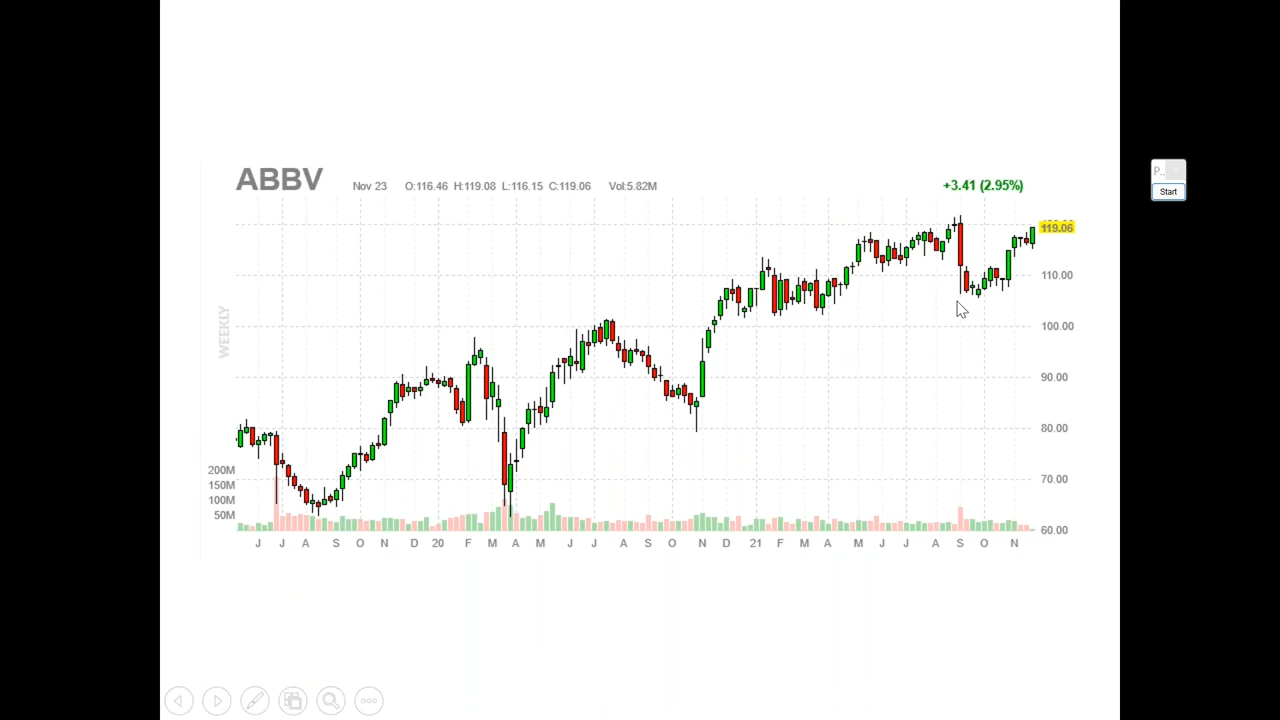 ABBV Nov 23 O:116.46 H:119.08 L:116.15 C:119.06 Vol:5.82M +3.41 (2.95%)
P..
Start
119.06
110.00
100.00
WEEKLY
90.00
80.00
200M
70.00
150M
100M
50M
60.00
J J A S O N D 20 F M A M J J A S O N D 21 F M A M J J A S O N